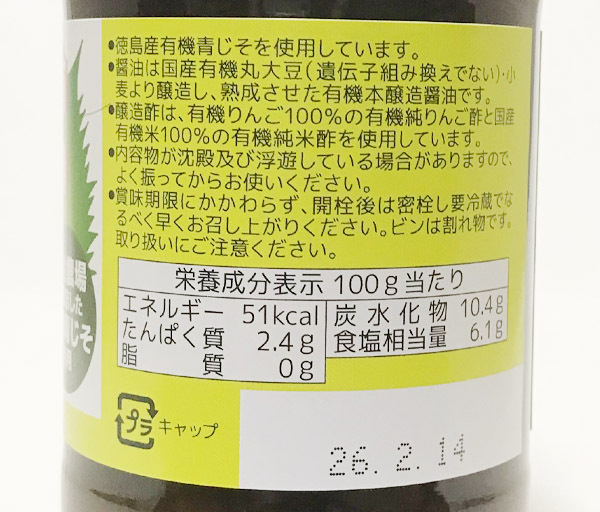 •徳島産有機青じそを使用しています。
•醤油は国産有機丸大豆(遺伝子組み換えでない)・小
麦より醸造し、熟成させた有機本醸造醤油です。
•醸造酢は、有機りんご100%の有機純りんご酢と国産
有機米100%の有機純米酢を使用しています。
•内容物が沈殿及び浮遊している場合がありますので、
よく振ってからお使いください。
•賞味期限にかかわらず、開栓後は密栓し要冷蔵でな
るべく早くお召し上がりください。ビンは割れ物です。
取り扱いにご注意ください。
栄養成分表示 100g当たり
エネルギー 51kcal
たんぱく質 2.4g
脂質 0g
炭水化物 10.4g
食塩相当量 6.1g
プラ キャップ
26.2.14
した
じそ